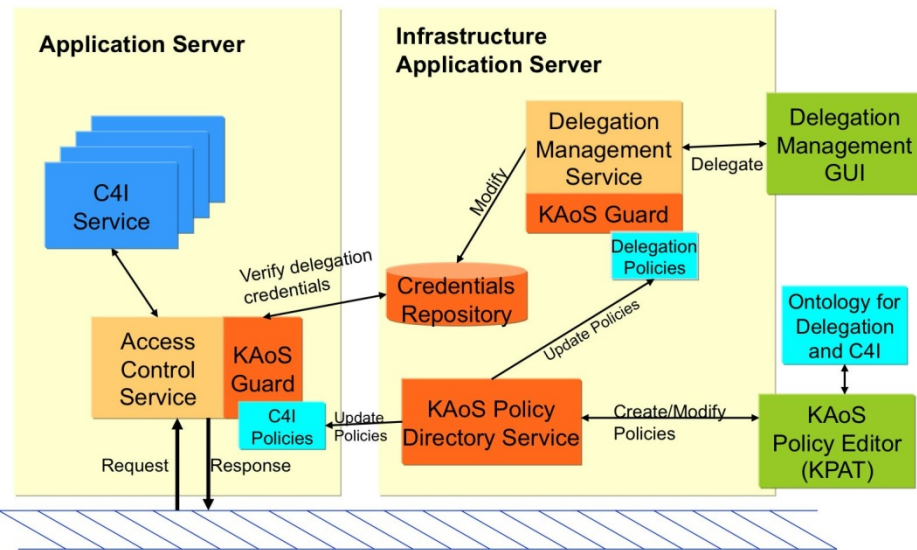 Application Server
Infrastructure
Application Server
C4I
Service
Delegation
Management
Service
KAoS Guard
Delegation
Policies
Delegate
Delegation
Management
GUI
Modify
Verify delegation
credentials
Credentials
Repository
Update Policies
Ontology for
Delegation
and C4I
Access
Control
Service
KAoS
Guard
C4I
Policies
Update
Policies
KAoS Policy
Directory Service
Create/Modify
Policies
KAoS
Policy Editor
(KPAT)
Request
Response